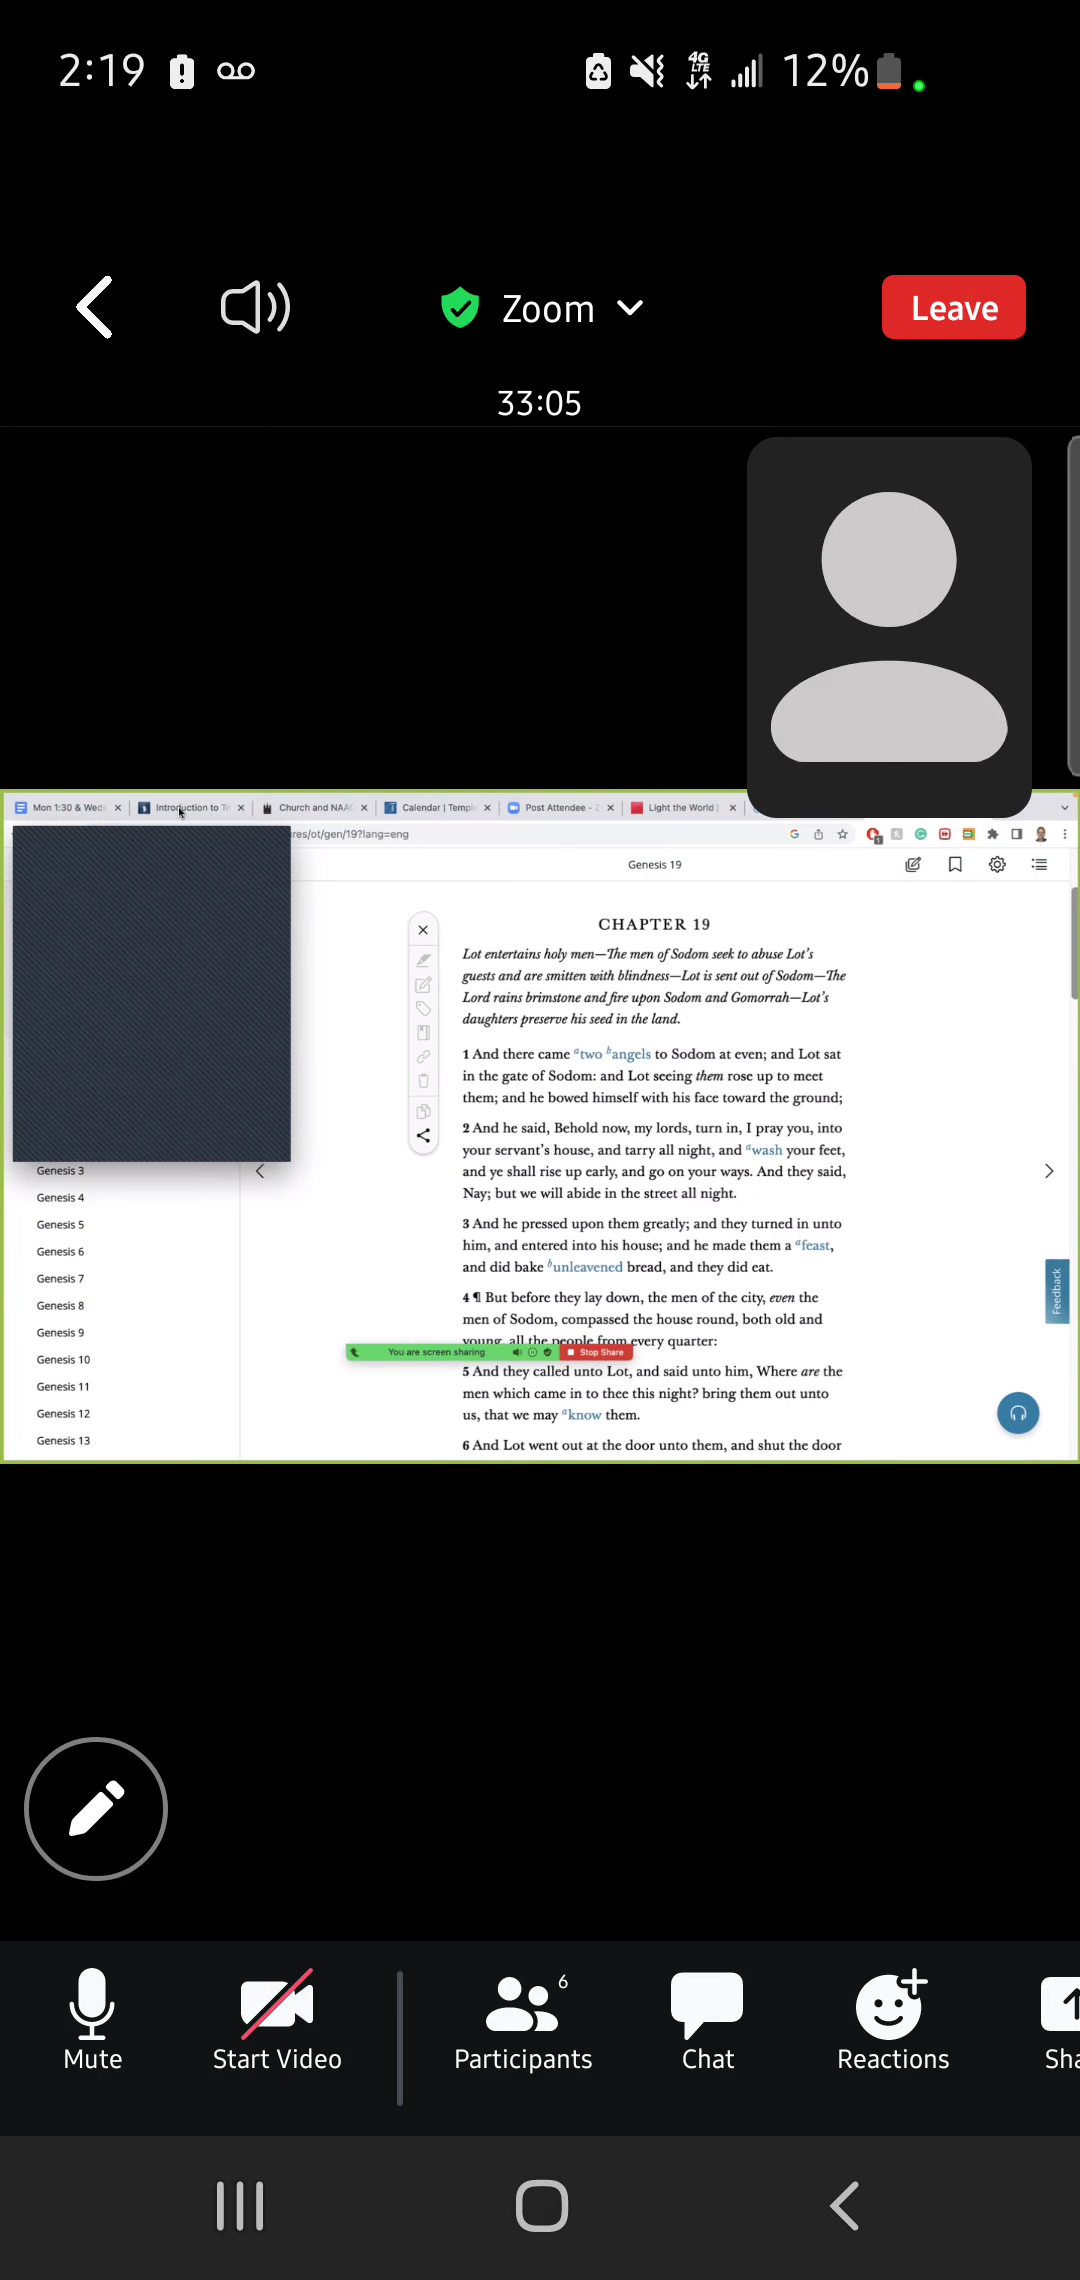 2:19
4G LTE
12%
Zoom
Leave
33:05
Mon 1:30 & Weds
Introduction to
Church and NAAC
Calendar | Temple
Post Attendee -
Light the World |
res/ot/gen/19?lang=eng
Genesis 19
CHAPTER 19
Lot entertains holy men—The men of Sodom seek to abuse Lot's
guests and are smitten with blindness—Lot is sent out of Sodom—The
Lord rains brimstone and fire upon Sodom and Gomorrah—Lot's
daughters preserve his seed in the land.
1 And there came ᵃtwo ᵇangels to Sodom at even; and Lot sat
in the gate of Sodom: and Lot seeing them rose up to meet
them; and he bowed himself with his face toward the ground;
2 And he said, Behold now, my lords, turn in, I pray you, into
your servant's house, and tarry all night, and ᵃwash your feet,
and ye shall rise up early, and go on your ways. And they said,
Nay; but we will abide in the street all night.
3 And he pressed upon them greatly; and they turned in unto
him, and entered into his house; and he made them a ᵃfeast,
and did bake ᵇunleavened bread, and they did eat.
4 ¶ But before they lay down, the men of the city, even the
men of Sodom, compassed the house round, both old and
young, all the people from every quarter:
You are screen sharing
Stop Share
5 And they called unto Lot, and said unto him, Where are the
men which came in to thee this night? bring them out unto
us, that we may ᵃknow them.
6 And Lot went out at the door unto them, and shut the door
Genesis 3
Genesis 4
Genesis 5
Genesis 6
Genesis 7
Genesis 8
Genesis 9
Genesis 10
Genesis 11
Genesis 12
Genesis 13
Feedback
6
Mute
Start Video
Participants
Chat
Reactions
Sha